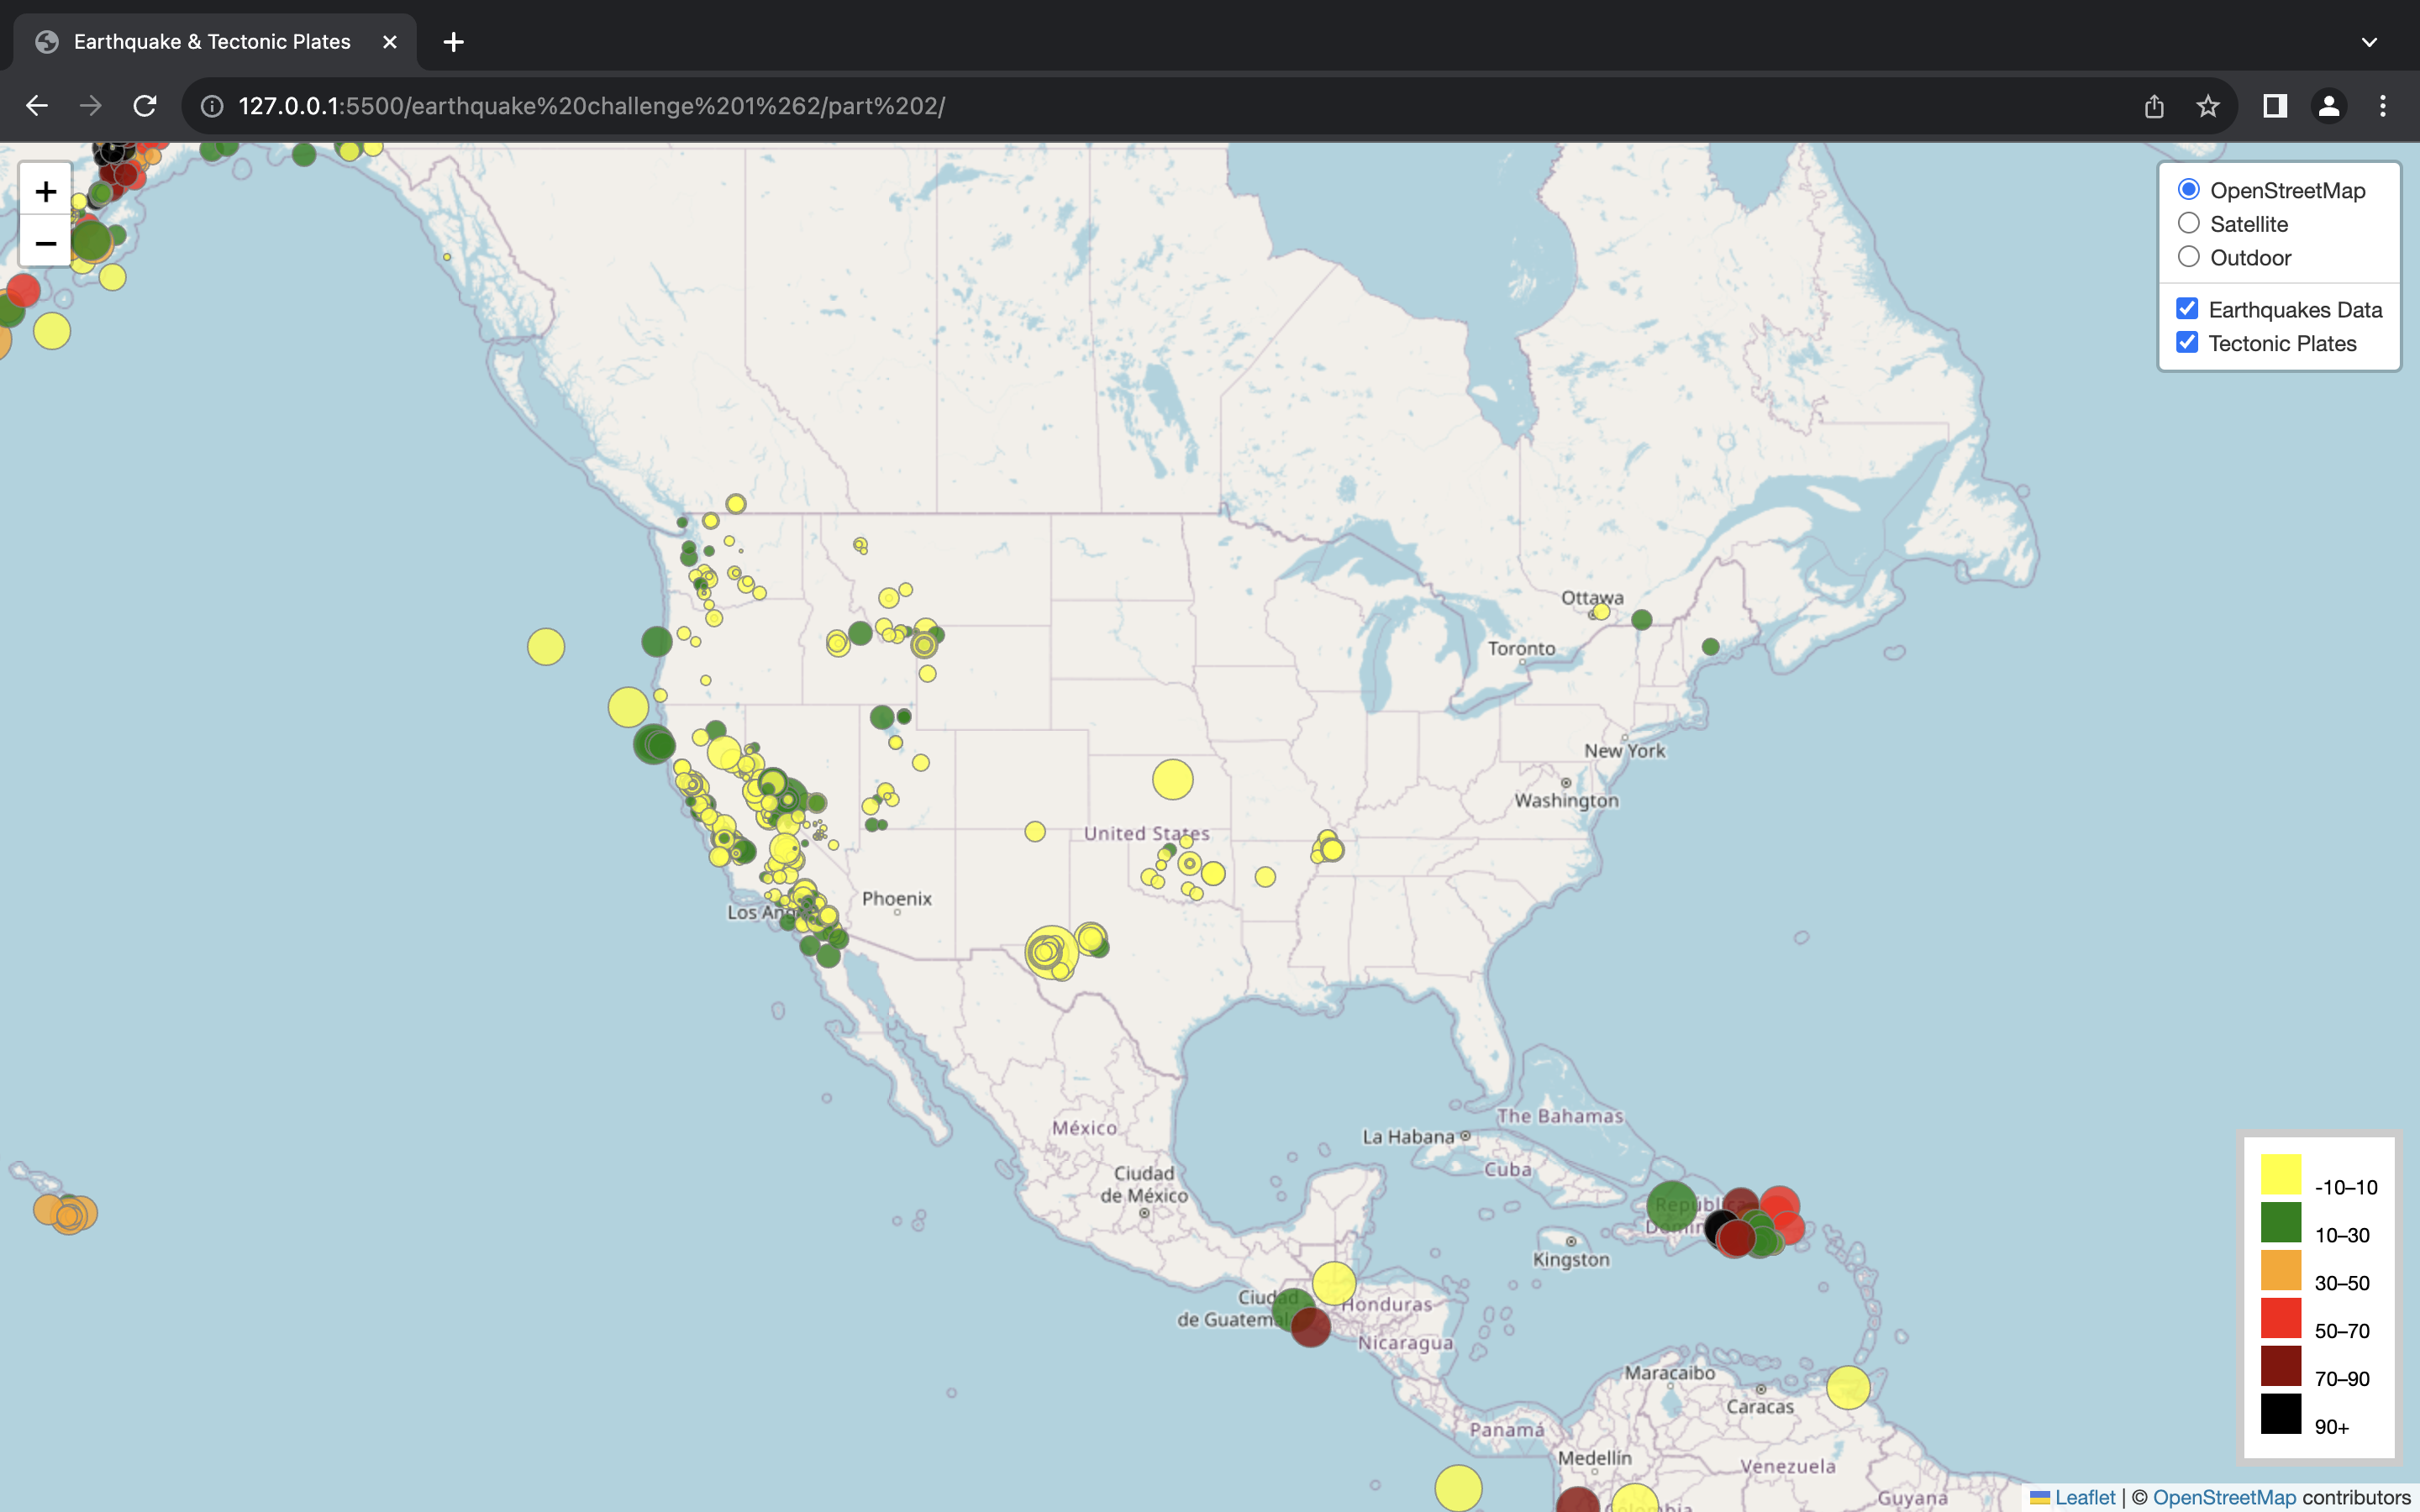 Earthquake & Tectonic Plates
127.0.0.1:5500/earthquake%20challenge%201%262/part%202/
+
−
OpenStreetMap
Satellite
Outdoor
Earthquakes Data
Tectonic Plates
Ottawa
Toronto
New York
Washington
United States
Phoenix
Los
México
The Bahamas
La Habana
Cuba
Ciudad
de México
República
Kingston
Ciudad
de Guatemal
Honduras
Nicaragua
Maracaibo
Caracas
Panamá
Medellín
Venezuela
Colombia
Guyana
-10–10
10–30
30–50
50–70
70–90
90+
Leaflet | © OpenStreetMap contributors